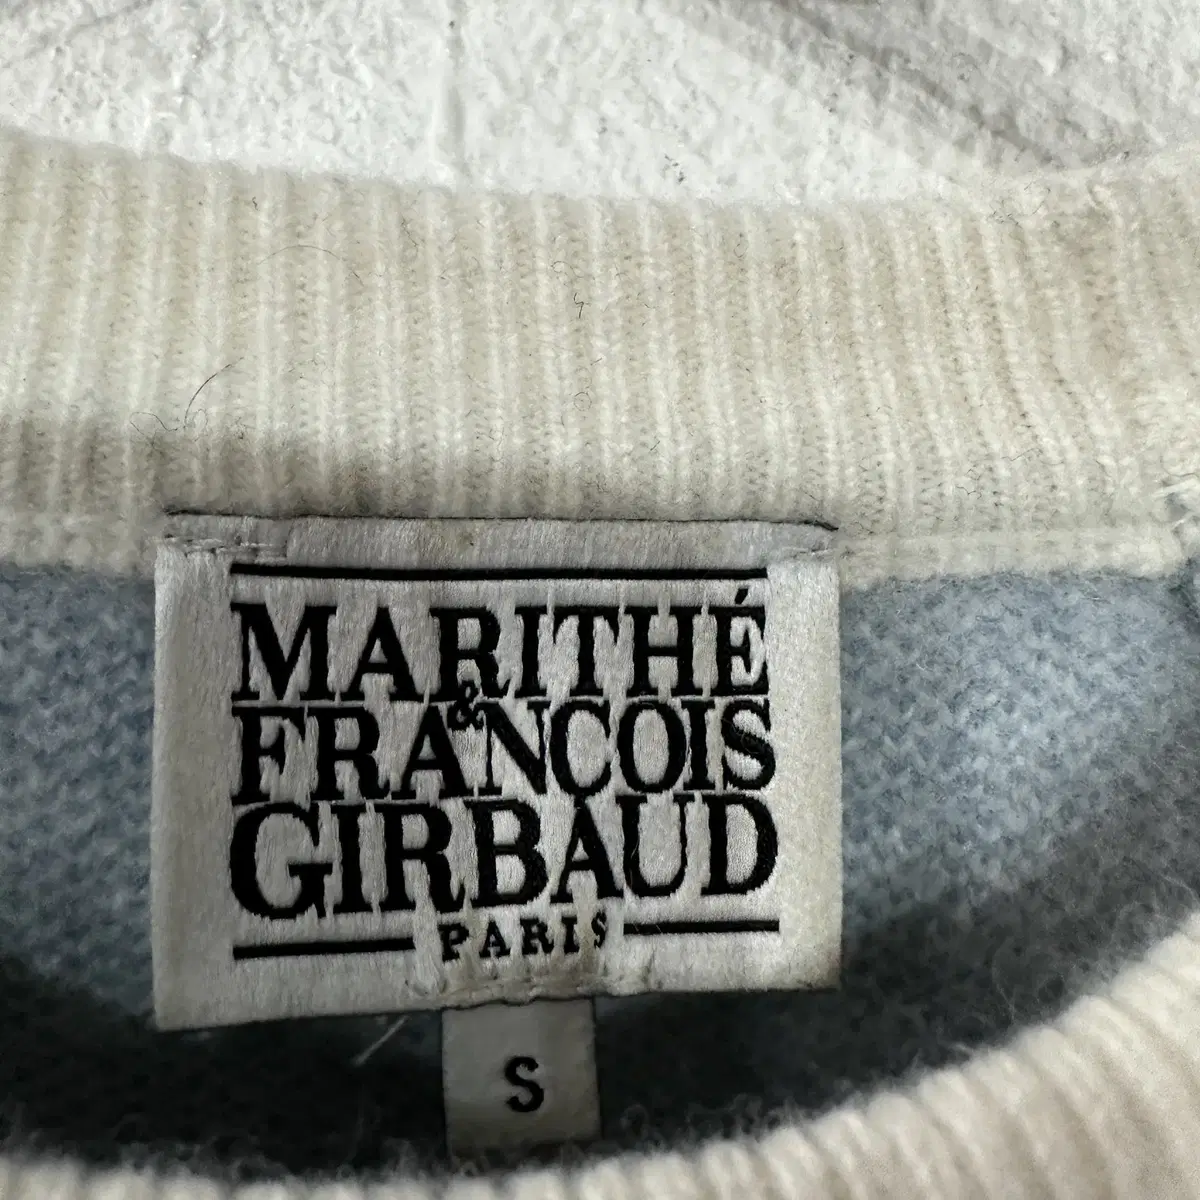 MARITHÉ
&
FRANCOIS
GIRBAUD
PARIS
S